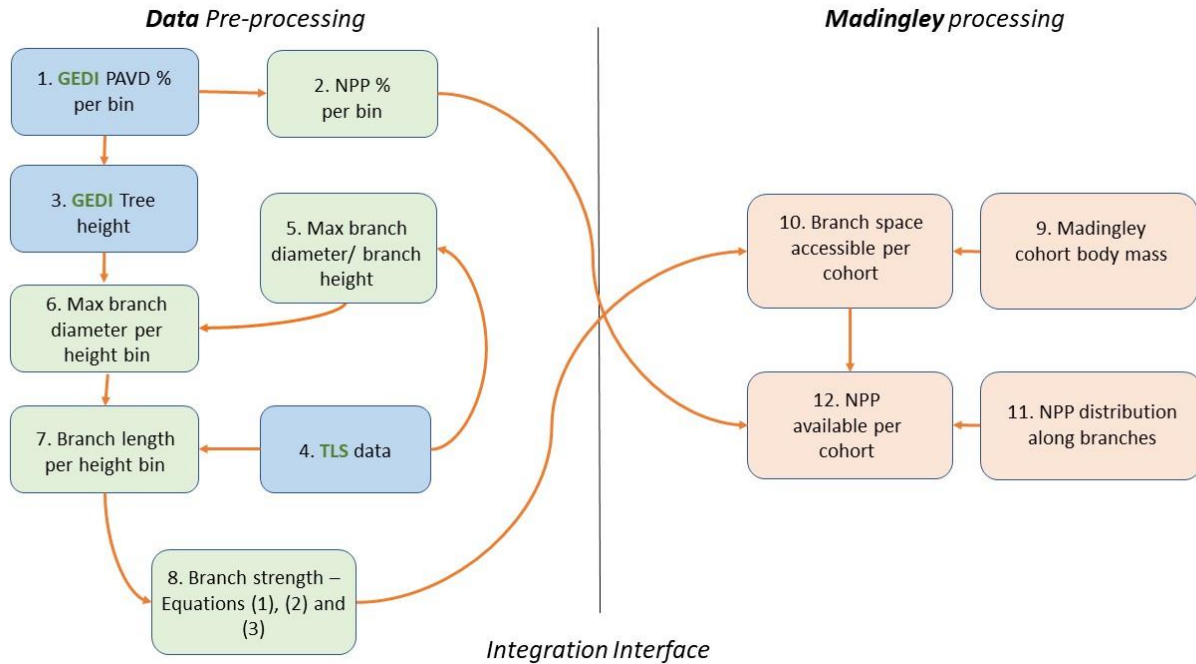 Data Pre-processing
Madingley processing
1. GEDI PAVD %
per bin
2. NPP %
per bin
3. GEDI Tree
height
5. Max branch
diameter/ branch
height
10. Branch space
accessible per
cohort
9. Madingley
cohort body mass
6. Max branch
diameter per
height bin
7. Branch length
per height bin
4. TLS data
12. NPP
available per
cohort
11. NPP distribution
along branches
8. Branch strength –
Equations (1), (2) and
(3)
Integration Interface